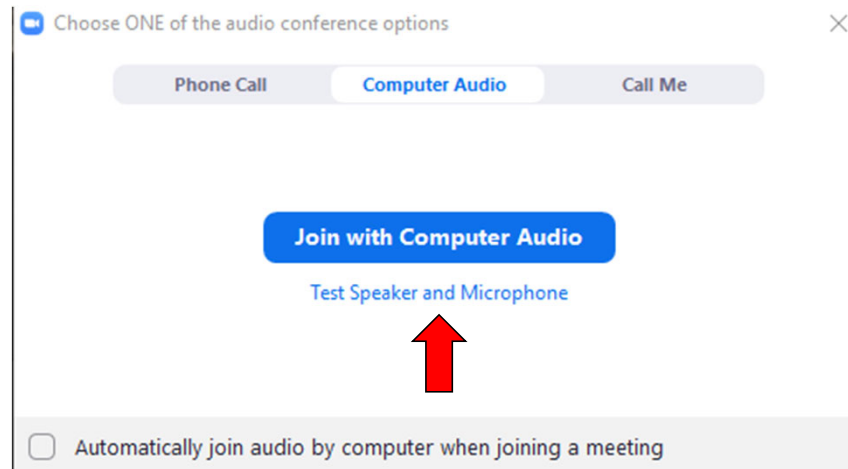 Choose ONE of the audio conference options
Phone Call Computer Audio Call Me
Join with Computer Audio
Test Speaker and Microphone
Automatically join audio by computer when joining a meeting